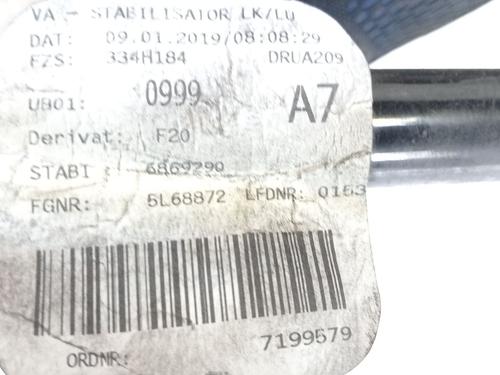 VA - STABILISATOR LK/LQ
DAT: 09.01.2019/08:08:29
FZS: 334H184 DRUA209
UB01: 0999 A7
Derivat: F20
STABI : 6869290
FGNR: 5L68872 LFDNR: 0153
7199579
ORDNR.: